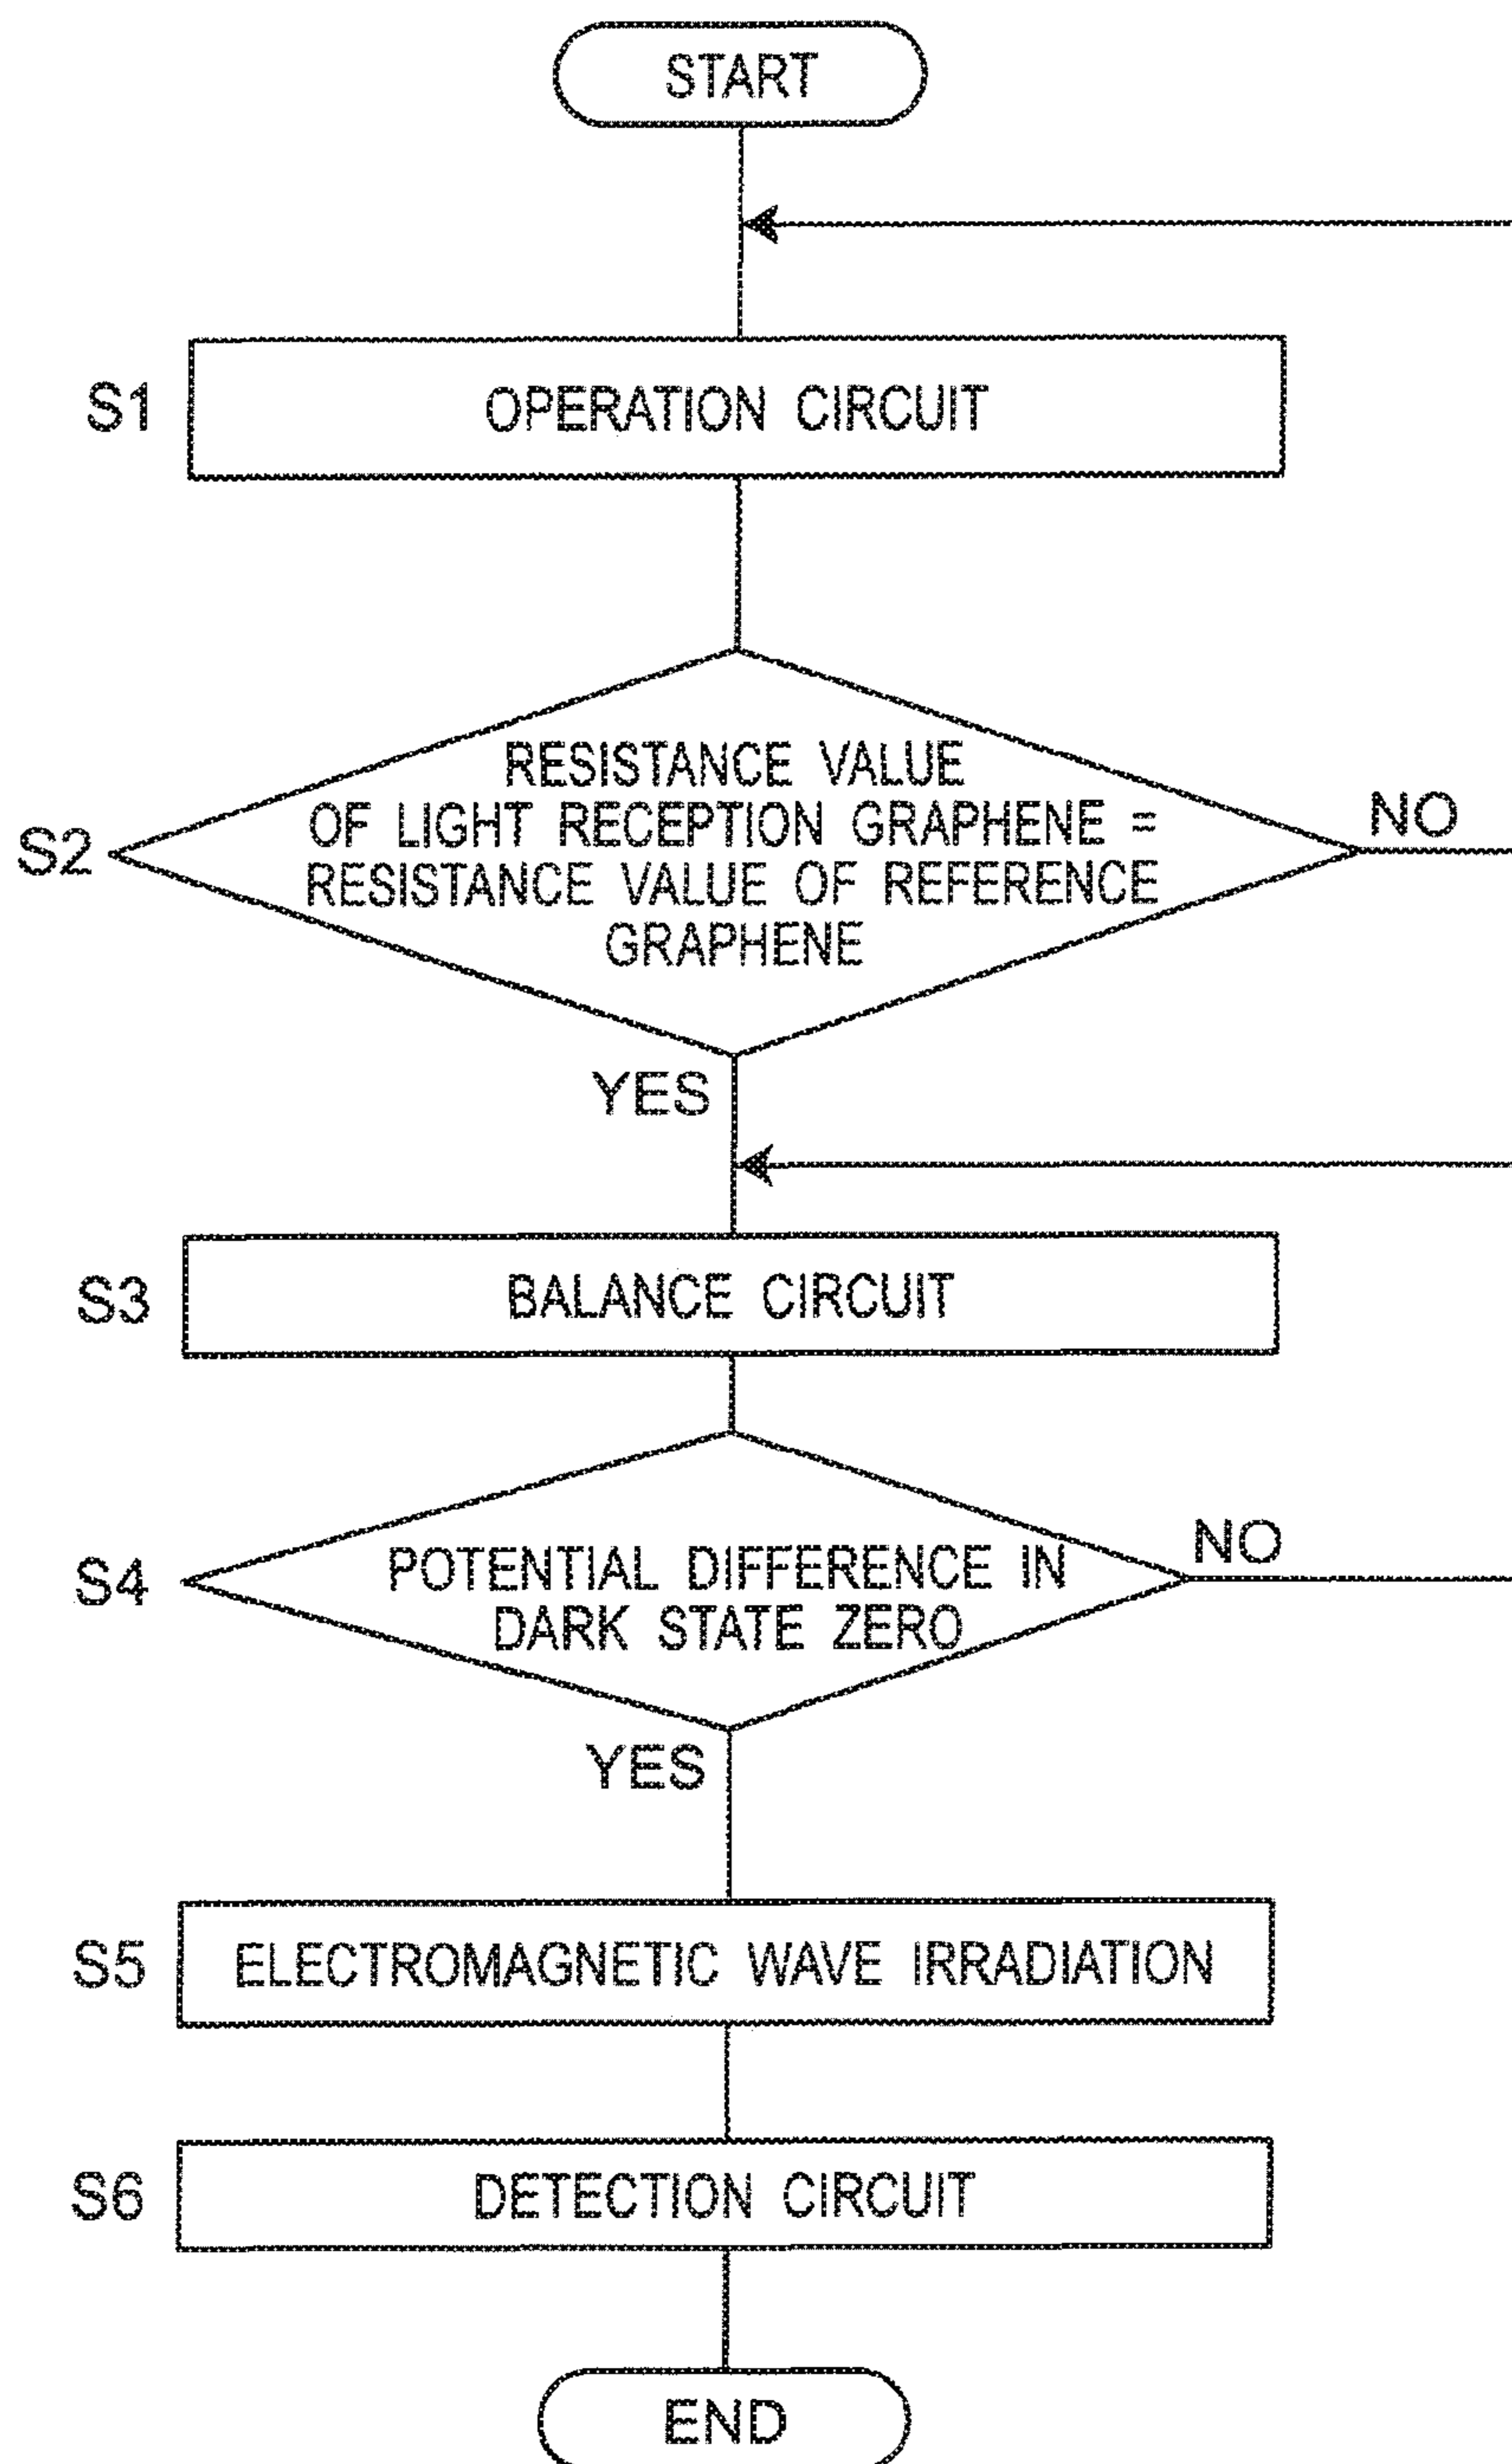 START
S1
OPERATION CIRCUIT
RESISTANCE VALUE
OF LIGHT RECEPTION GRAPHENE =
RESISTANCE VALUE OF REFERENCE
GRAPHENE
S2
NO
YES
S3
BALANCE CIRCUIT
S4
POTENTIAL DIFFERENCE IN
DARK STATE ZERO
NO
YES
S5
ELECTROMAGNETIC WAVE IRRADIATION
S6
DETECTION CIRCUIT
END